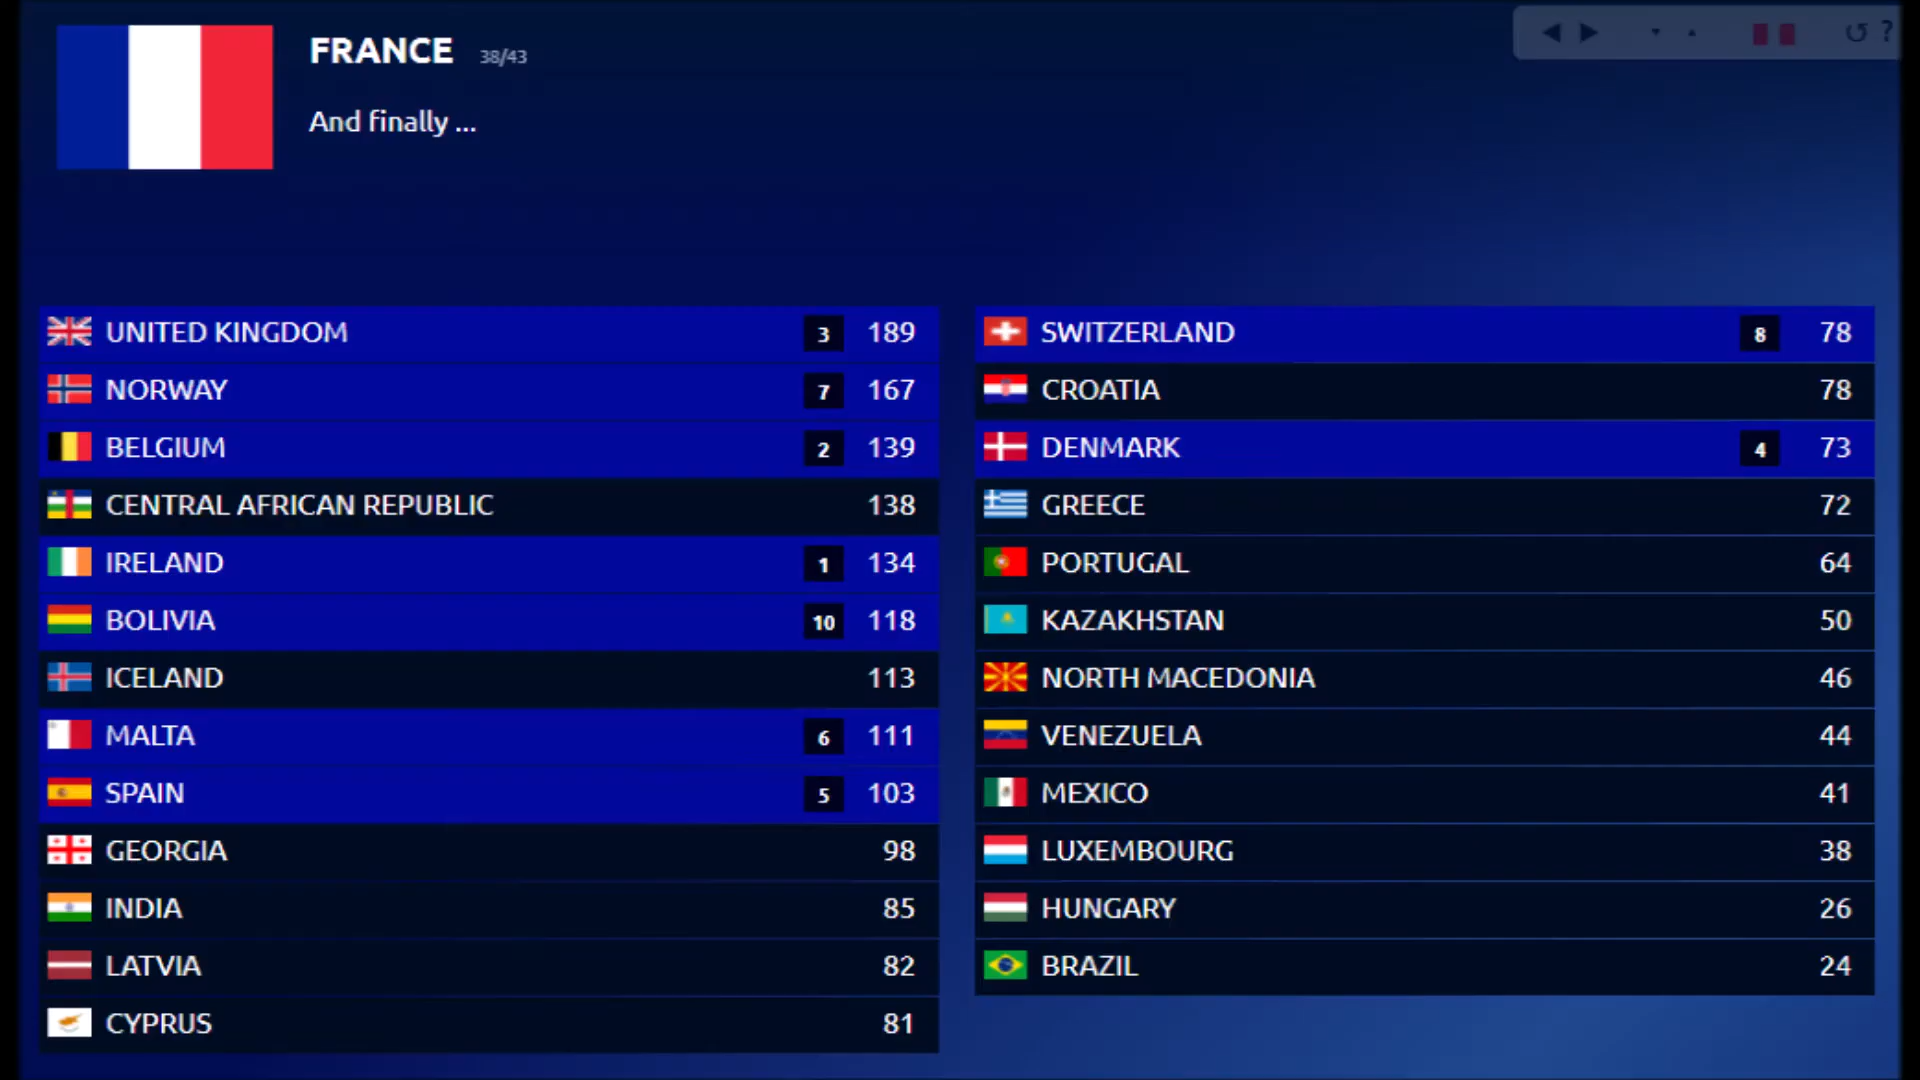 FRANCE 38/43
And finally ...
?
UNITED KINGDOM 3 189
NORWAY 7 167
BELGIUM 2 139
CENTRAL AFRICAN REPUBLIC 138
IRELAND 1 134
BOLIVIA 10 118
ICELAND 113
MALTA 6 111
SPAIN 5 103
GEORGIA 98
INDIA 85
LATVIA 82
CYPRUS 81
SWITZERLAND 8 78
CROATIA 78
DENMARK 4 73
GREECE 72
PORTUGAL 64
KAZAKHSTAN 50
NORTH MACEDONIA 46
VENEZUELA 44
MEXICO 41
LUXEMBOURG 38
HUNGARY 26
BRAZIL 24